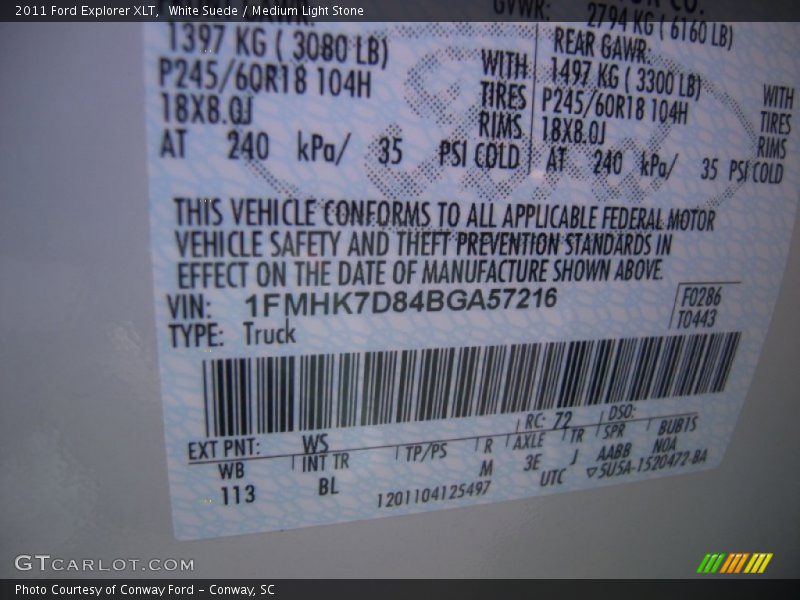 2011 Ford Explorer XLT, White Suede / Medium Light Stone
GVWR: 2794 KG ( 6160 LB)
1397 KG ( 3080 LB)
P245/60R18 104H
18X8.0J
WITH
TIRES
RIMS
AT 240 kPa/ 35 PSI COLD
REAR GAWR:
1497 KG ( 3300 LB)
P245/60R18 104H
18X8.0J
WITH
TIRES
RIMS
AT 240 kPa/ 35 PSI COLD
THIS VEHICLE CONFORMS TO ALL APPLICABLE FEDERAL MOTOR
VEHICLE SAFETY AND THEFT PREVENTION STANDARDS IN
EFFECT ON THE DATE OF MANUFACTURE SHOWN ABOVE.
VIN: 1FMHK7D84BGA57216
TYPE: Truck
F0286
T0443
EXT PNT: WS RC: 72 DSO:
WB INT TR TP/PS R AXLE TR SPR BUB1S
113 BL M 3E J AABB NOA
1201104125497 UTC ▽5U5A-1520472-BA
GTCARLOT.COM
Photo Courtesy of Conway Ford – Conway, SC